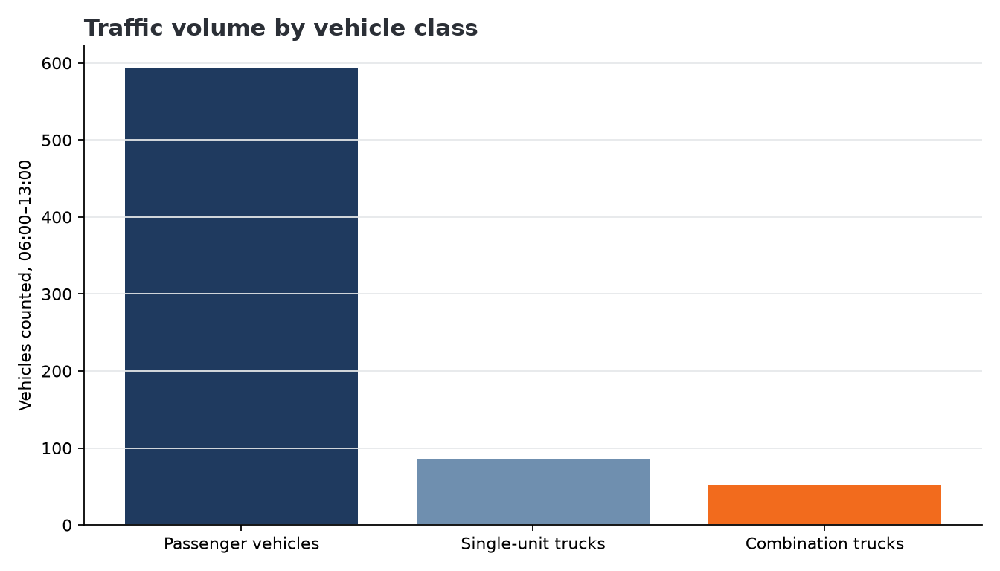 Traffic volume by vehicle class
Vehicles counted, 06:00–13:00
600
500
400
300
200
100
0
Passenger vehicles
Single-unit trucks
Combination trucks